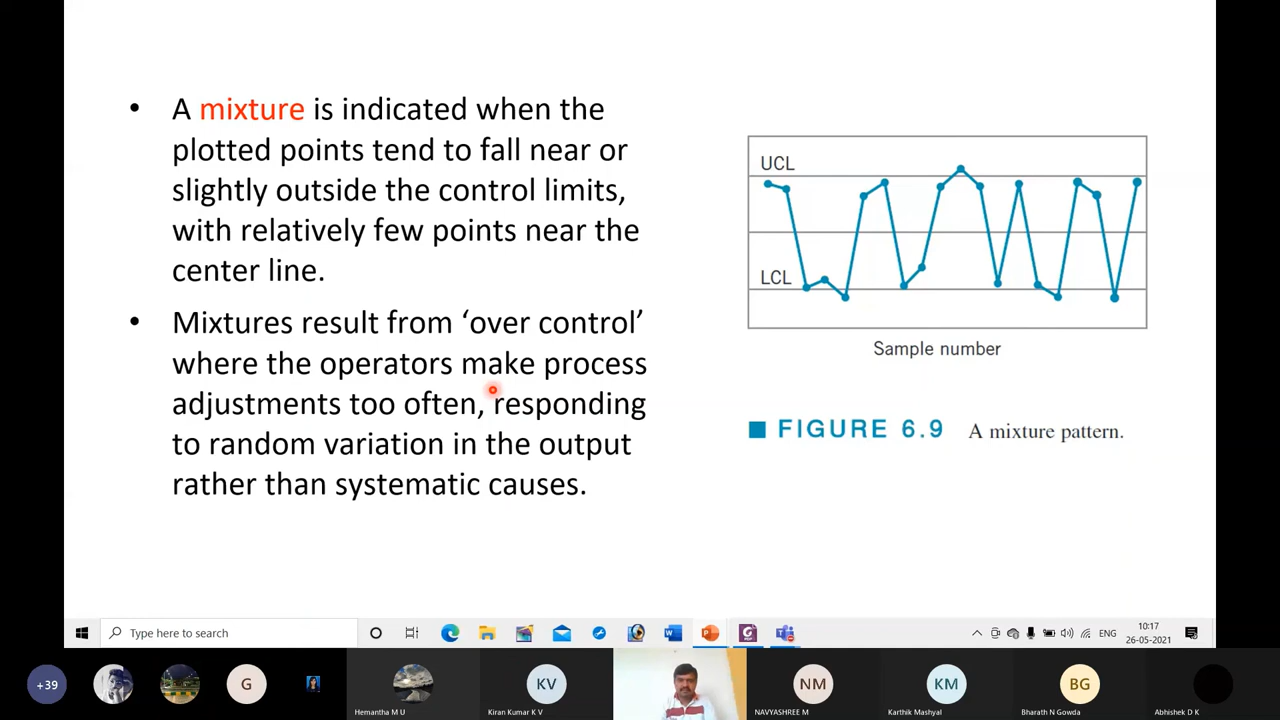 • A mixture is indicated when the
plotted points tend to fall near or
slightly outside the control limits,
with relatively few points near the
center line.
• Mixtures result from ‘over control’
where the operators make process
adjustments too often, responding
to random variation in the output
rather than systematic causes.
UCL
LCL
Sample number
FIGURE 6.9 A mixture pattern.
Type here to search
ENG
10:17
26-05-2021
+39
G
KV
NM
KM
BG
Hemantha M U
Kiran Kumar K V
NAVYASHREE M
Karthik Mashyal
Bharath N Gowda
Abhishek D K